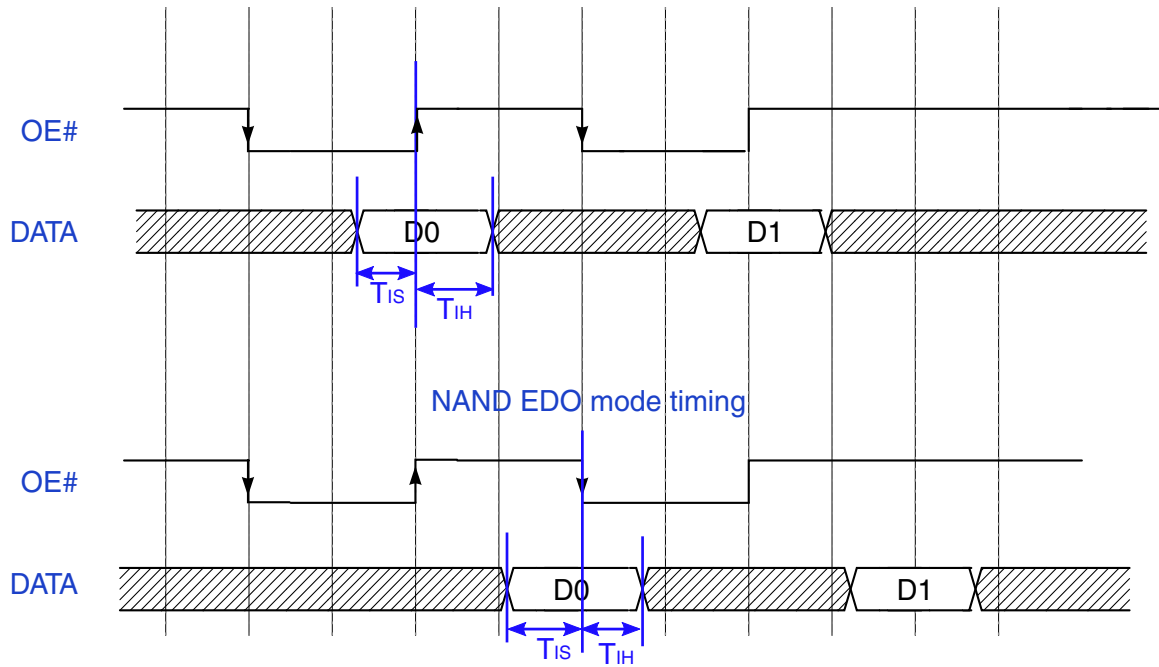 OE#
DATA
D0
D1
TIS
TIH
NAND EDO mode timing
OE#
DATA
D0
D1
TIS
TIH